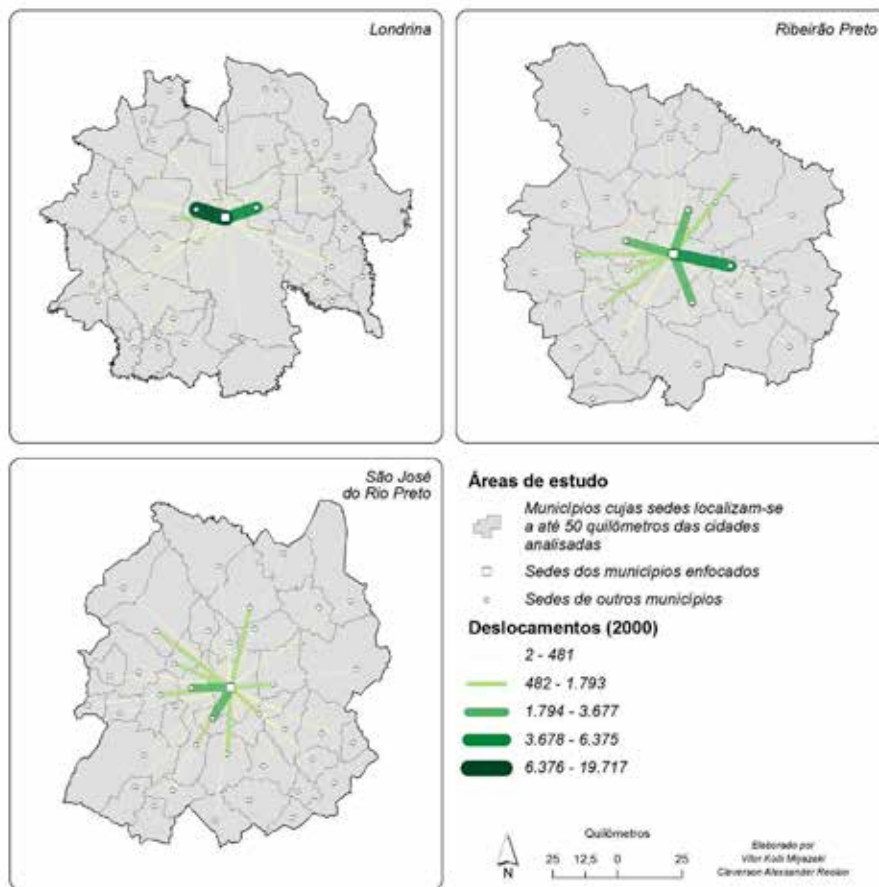 Londrina
Ribeirão Preto
São José
do Rio Preto
Áreas de estudo
Municípios cujas sedes localizam-se
a até 50 quilômetros das cidades
analisadas
Sedes dos municípios enfocados
Sedes de outros municípios
Deslocamentos (2000)
2 - 481
482 - 1.793
1.794 - 3.677
3.678 - 6.375
6.376 - 19.717
Quilômetros
25 12,5 0 25
N
Elaborado por
Vitor Koiti Miyazaki
Cleverson Alexsander Reolon